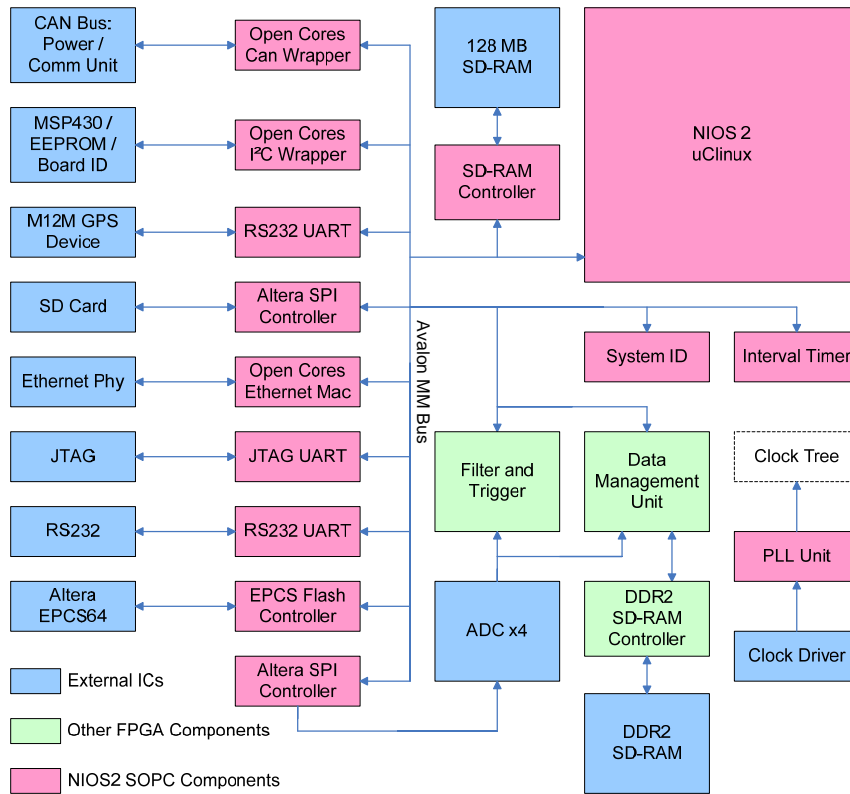 CAN Bus:
Power /
Comm Unit
Open Cores
Can Wrapper
128 MB
SD-RAM
NIOS 2
uClinux
MSP430 /
EEPROM /
Board ID
Open Cores
I²C Wrapper
SD-RAM
Controller
M12M GPS
Device
RS232 UART
SD Card
Altera SPI
Controller
Avalon MM Bus
System ID
Interval Timer
Ethernet Phy
Open Cores
Ethernet Mac
JTAG
JTAG UART
Filter and
Trigger
Data
Management
Unit
Clock Tree
RS232
RS232 UART
PLL Unit
Altera
EPCS64
EPCS Flash
Controller
ADC x4
DDR2
SD-RAM
Controller
Clock Driver
Altera SPI
Controller
DDR2
SD-RAM
External ICs
Other FPGA Components
NIOS2 SOPC Components